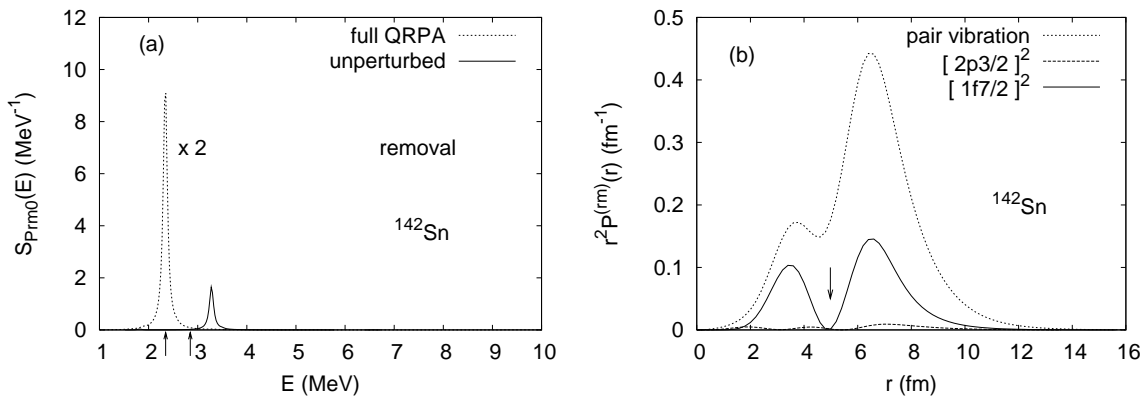 (a)
full QRPA
unperturbed
x 2
removal
142Sn
S_Prm0(E) (MeV^-1)
12
10
8
6
4
2
0
1 2 3 4 5 6 7 8 9 10
E (MeV)
(b)
pair vibration
[ 2p3/2 ]^2
[ 1f7/2 ]^2
142Sn
r^2P^(rm)(r) (fm^-1)
0.5
0.4
0.3
0.2
0.1
0
0 2 4 6 8 10 12 14 16
r (fm)